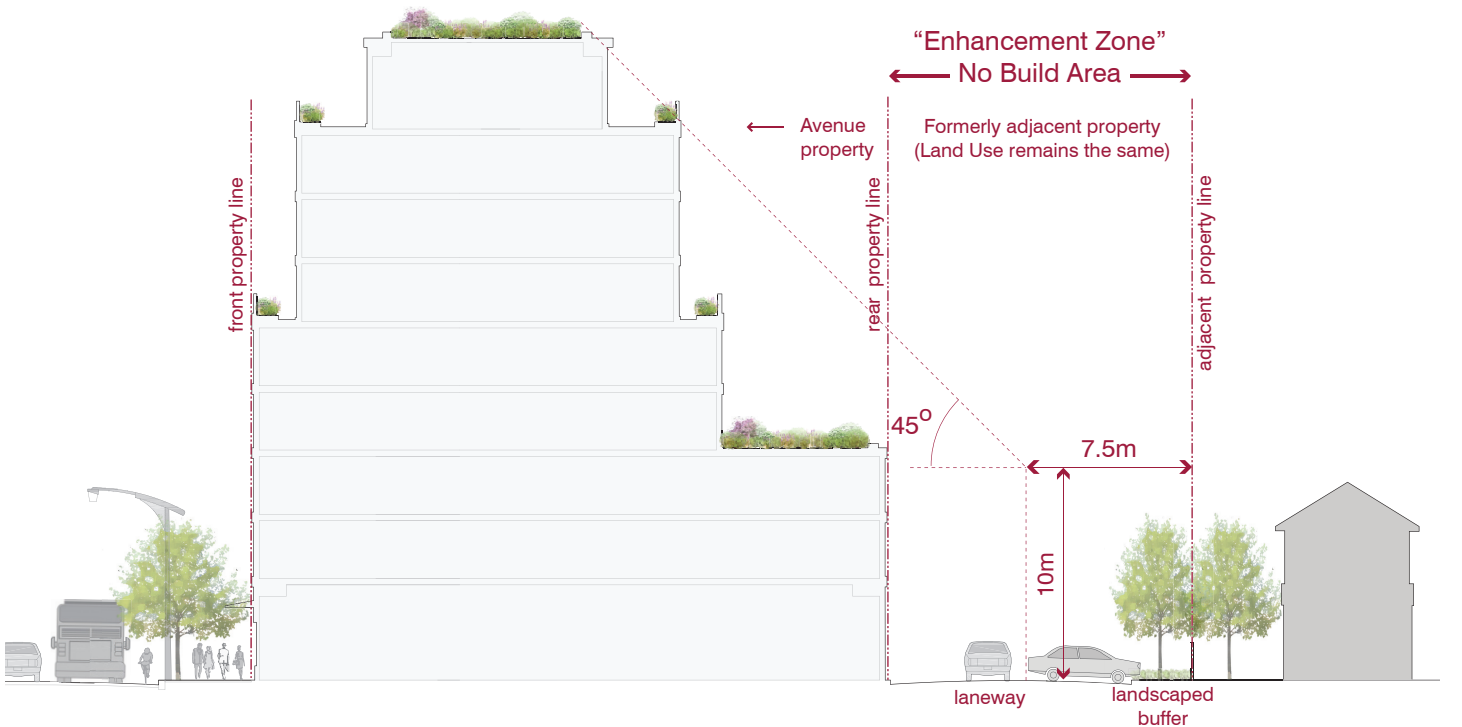 “Enhancement Zone”
No Build Area
Avenue
property
Formerly adjacent property
(Land Use remains the same)
front property line
rear property line
adjacent property line
45o
7.5m
10m
laneway
landscaped
buffer